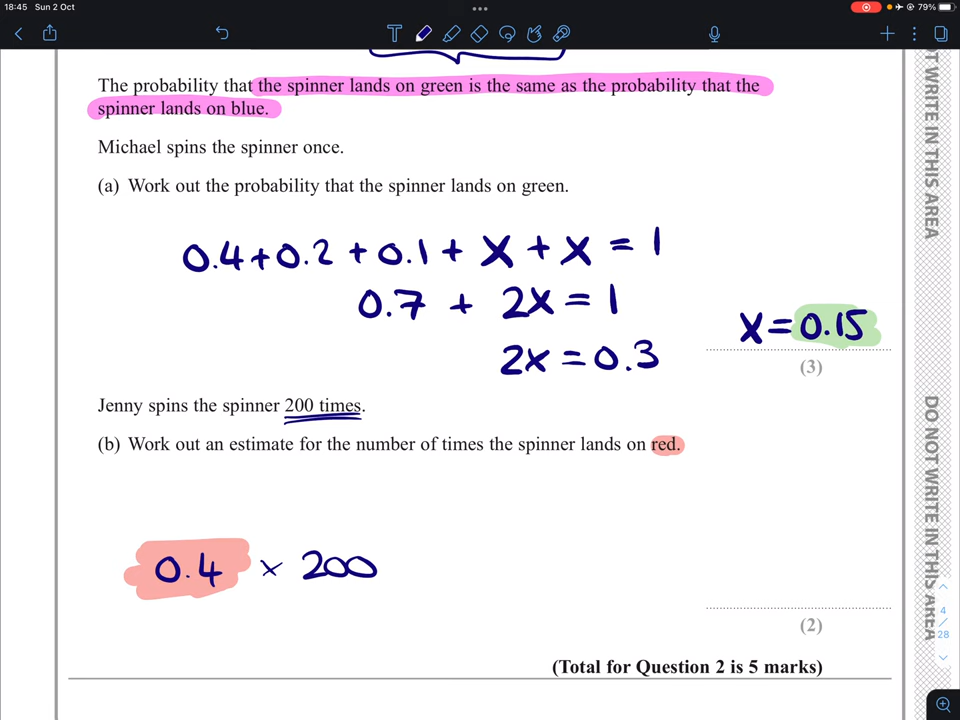 18:45 Sun 2 Oct
79%
The probability that the spinner lands on green is the same as the probability that the
spinner lands on blue.
Michael spins the spinner once.
(a) Work out the probability that the spinner lands on green.
0.4 + 0.2 + 0.1 + x + x = 1
0.7 + 2x = 1
x = 0.15
2x = 0.3
(3)
Jenny spins the spinner 200 times.
(b) Work out an estimate for the number of times the spinner lands on red.
0.4 × 200
(2)
(Total for Question 2 is 5 marks)
OT WRITE IN THIS AREA
DO NOT WRITE IN THIS AREA
4
/
28